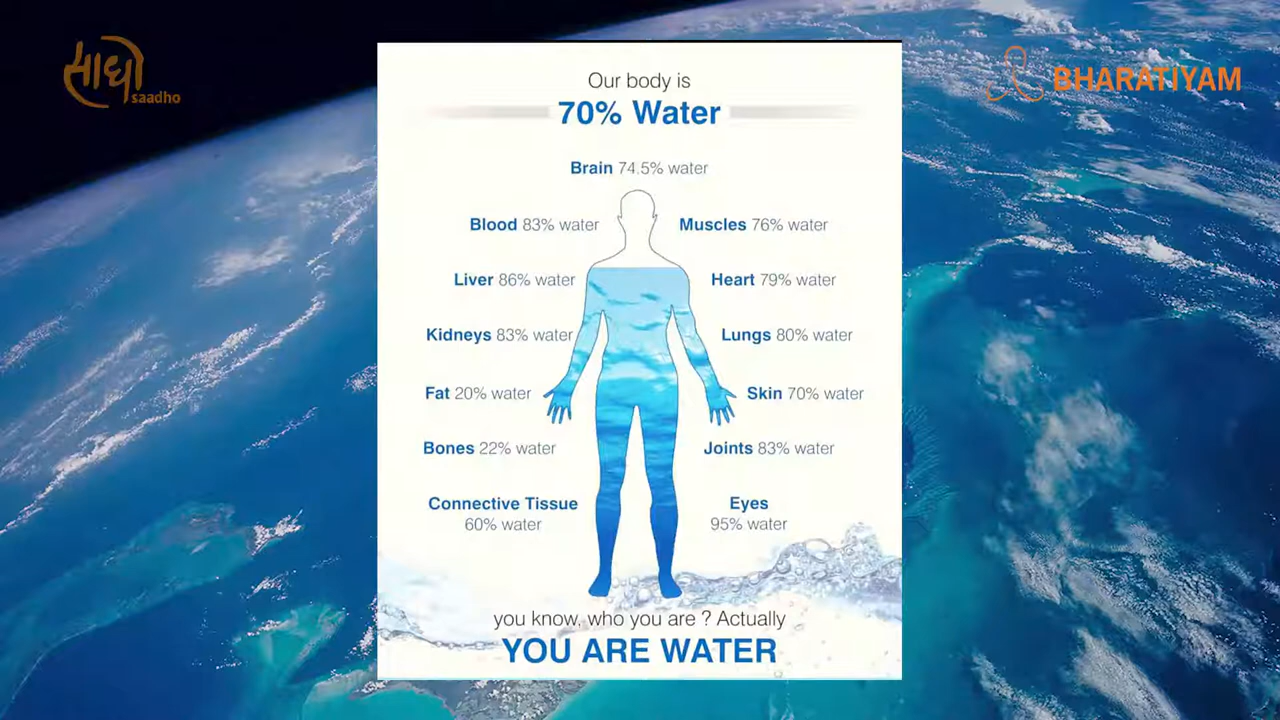 સાધો
saadho
BHARATIYAM
Our body is
70% Water
Brain 74.5% water
Blood 83% water
Muscles 76% water
Liver 86% water
Heart 79% water
Kidneys 83% water
Lungs 80% water
Fat 20% water
Skin 70% water
Bones 22% water
Joints 83% water
Connective Tissue
60% water
Eyes
95% water
you know, who you are ? Actually
YOU ARE WATER